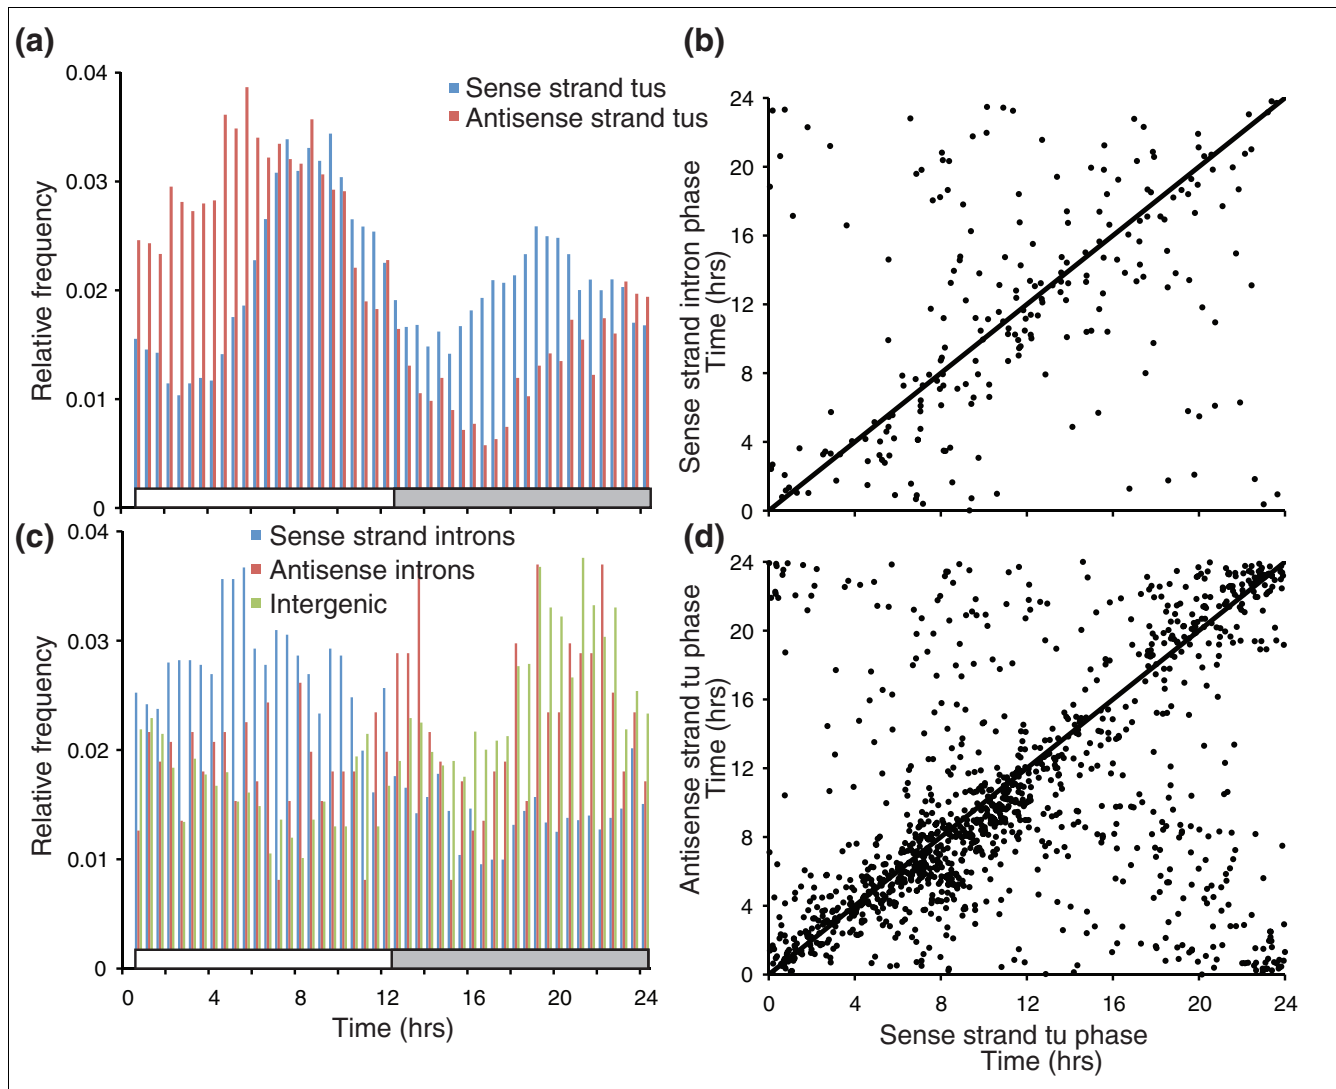 (a)
0.04
0.03
0.02
0.01
0
Relative frequency
Sense strand tus
Antisense strand tus
(b)
24
20
16
12
8
4
0
Sense strand intron phase
Time (hrs)
(c)
0.04
0.03
0.02
0.01
0
Relative frequency
Sense strand introns
Antisense introns
Intergenic
0 4 8 12 16 20 24
Time (hrs)
(d)
24
20
16
12
8
4
0
Antisense strand tu phase
Time (hrs)
0 4 8 12 16 20 24
Sense strand tu phase
Time (hrs)